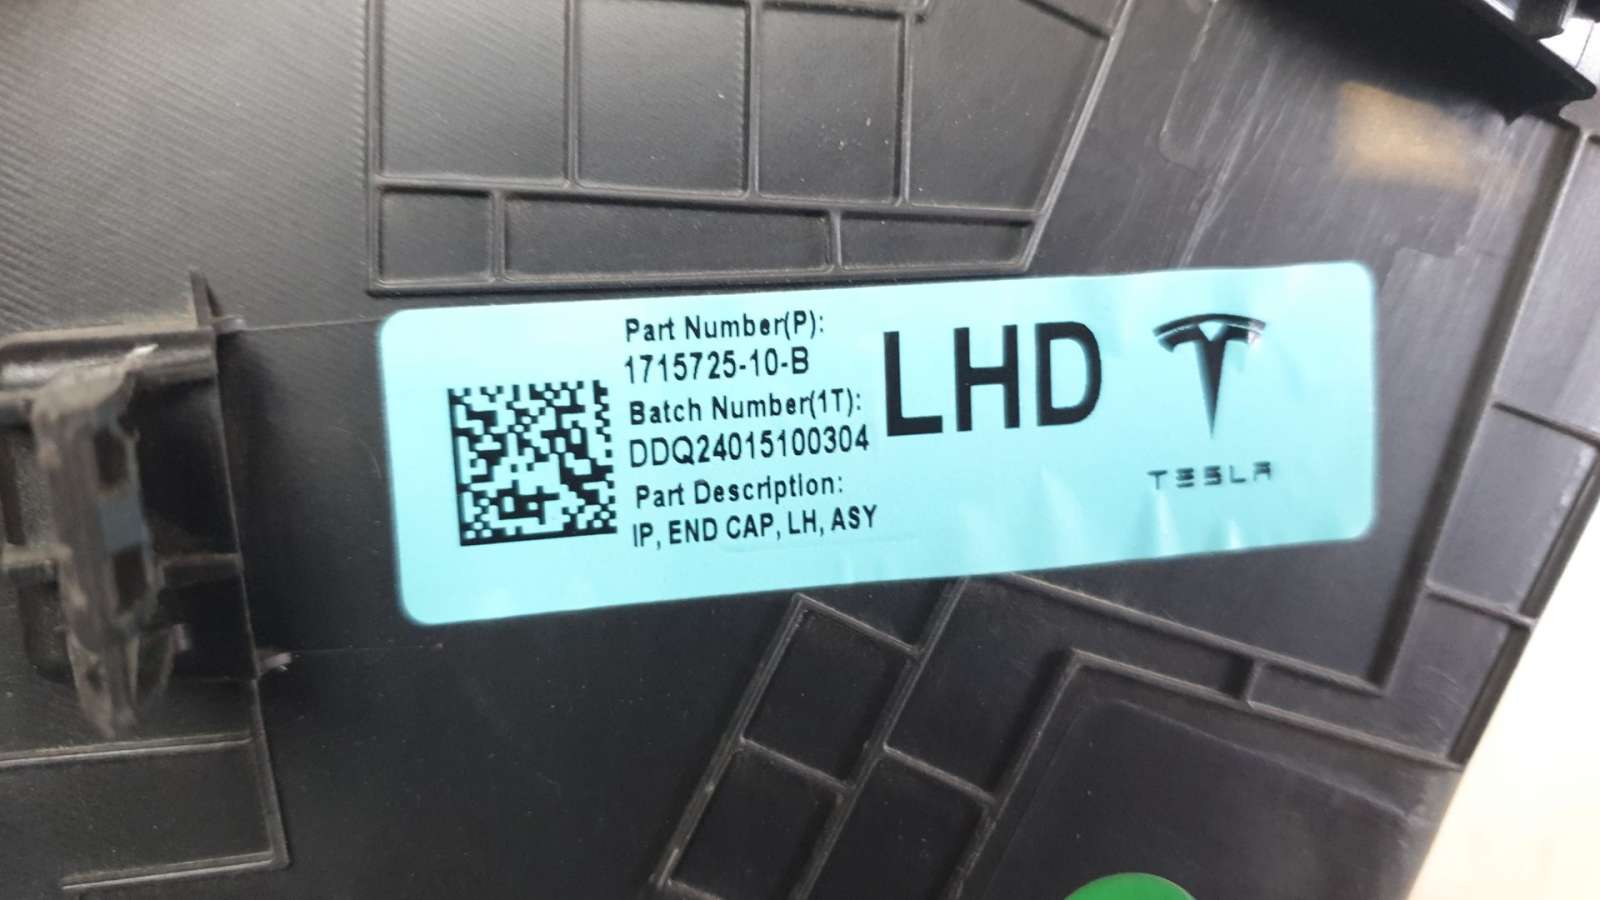 Part Number(P):
1715725-10-B
Batch Number(1T):
DDQ24015100304
Part Description:
IP, END CAP, LH, ASY
LHD
TESLA